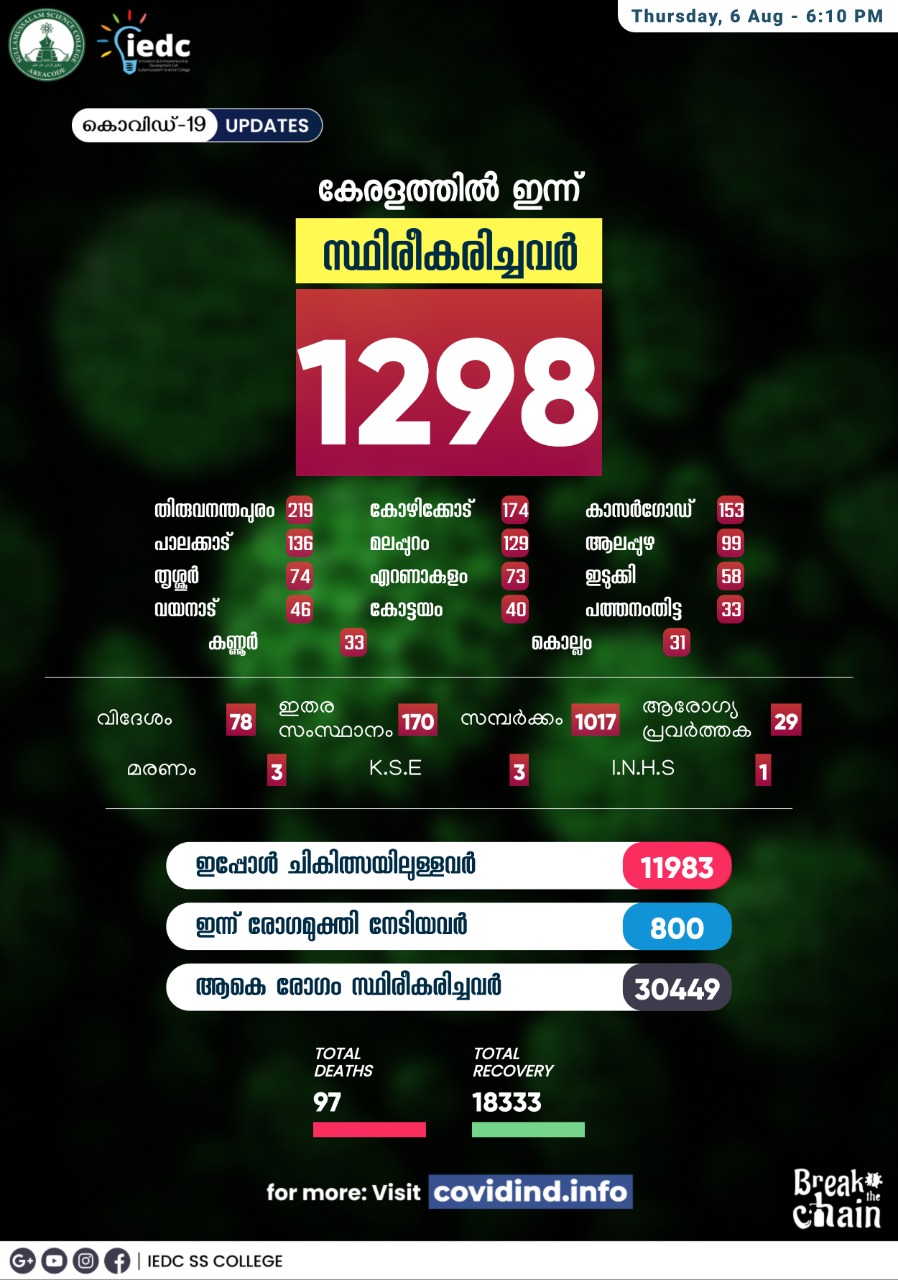 Thursday, 6 Aug - 6:10 PM
SULLAMUSSALAM SCIENCE COLLEGE
AREACODE
iedc
കൊവിഡ്-19 UPDATES
കേരളത്തിൽ ഇന്ന്
സ്ഥിരീകരിച്ചവർ
1298
തിരുവനന്തപുരം 219 കോഴിക്കോട് 174 കാസർഗോഡ് 153
പാലക്കാട് 136 മലപ്പുറം 129 ആലപ്പുഴ 99
തൃശ്ശൂർ 74 എറണാകുളം 73 ഇടുക്കി 58
വയനാട് 46 കോട്ടയം 40 പത്തനംതിട്ട 33
കണ്ണൂർ 33 കൊല്ലം 31
വിദേശം 78 ഇതര സംസ്ഥാനം 170 സമ്പർക്കം 1017 ആരോഗ്യ പ്രവർത്തക 29
മരണം 3 K.S.E 3 I.N.H.S 1
ഇപ്പോൾ ചികിത്സയിലുള്ളവർ 11983
ഇന്ന് രോഗമുക്തി നേടിയവർ 800
ആകെ രോഗം സ്ഥിരീകരിച്ചവർ 30449
TOTAL DEATHS TOTAL RECOVERY
97 18333
for more: Visit covidind.info
Break the chain
IEDC SS COLLEGE